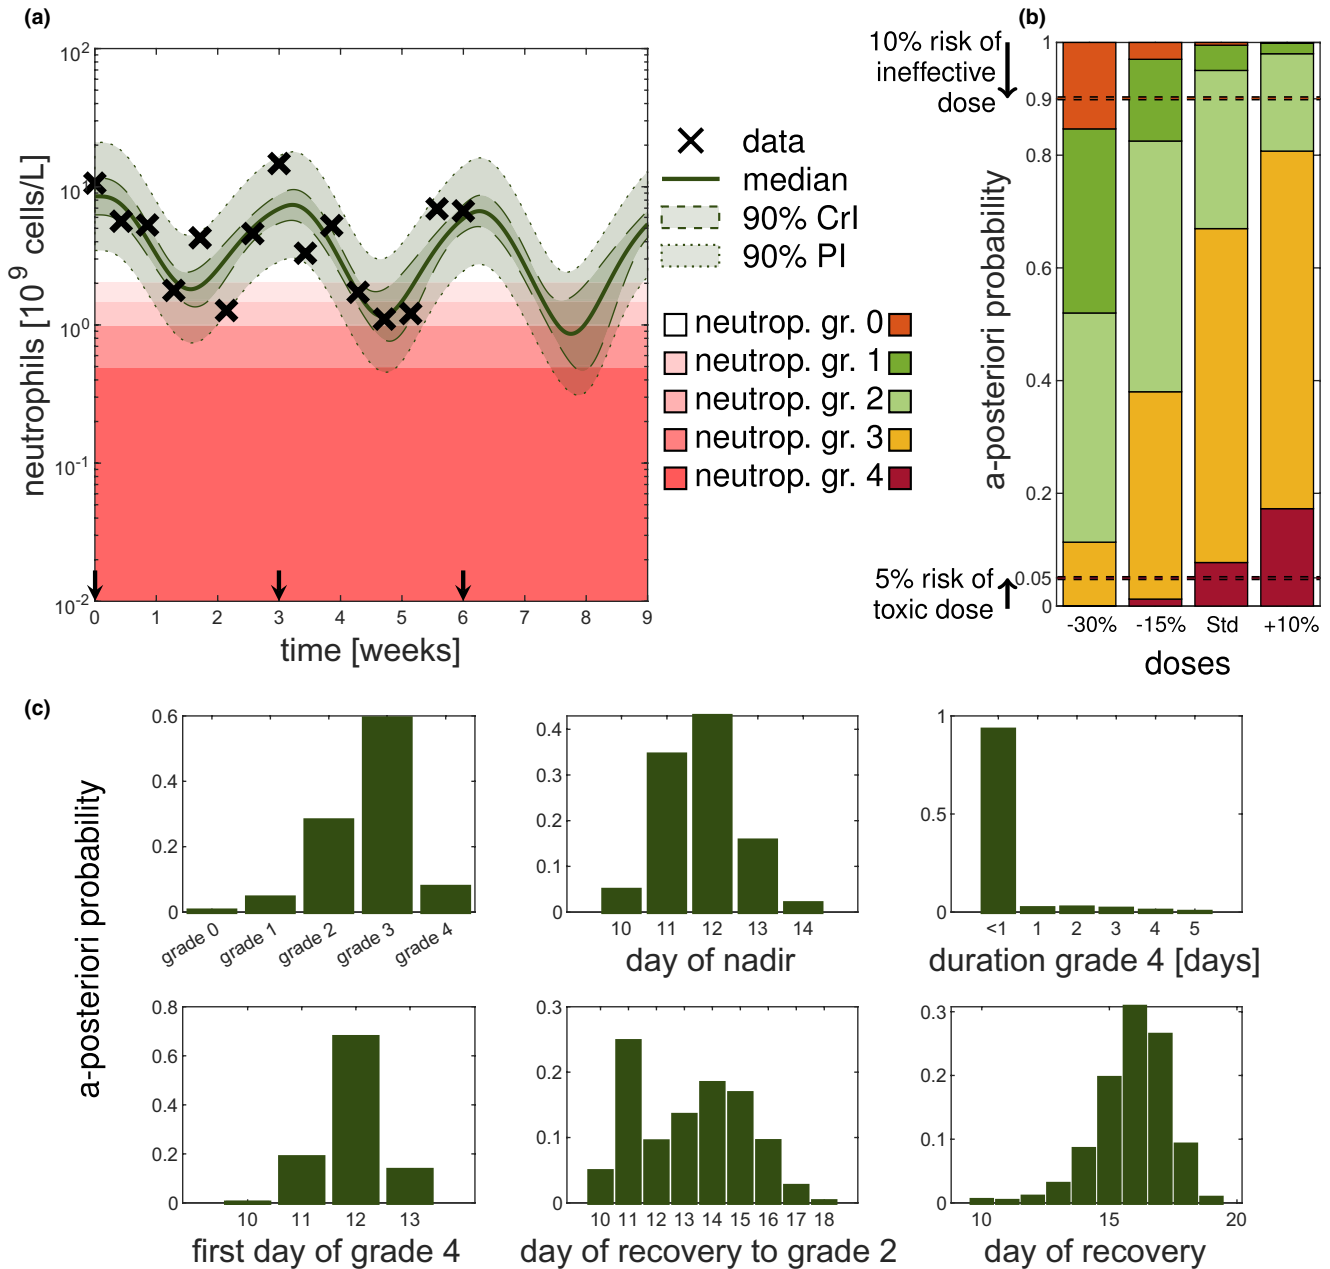 (a)
neutrophils [10^9 cells/L]
10^2
10^1
10^0
10^-1
10^-2
0 1 2 3 4 5 6 7 8 9
time [weeks]
data
median
90% CrI
90% PI
neutrop. gr. 0
neutrop. gr. 1
neutrop. gr. 2
neutrop. gr. 3
neutrop. gr. 4
(b)
10% risk of
ineffective
dose
5% risk of
toxic dose
a-posteriori probability
1
0.9
0.8
0.6
0.4
0.2
0.05
0
-30% -15% Std +10%
doses
(c)
a-posteriori probability
0.6
0.4
0.2
0
grade 0 grade 1 grade 2 grade 3 grade 4
0.4
0.3
0.2
0.1
0
10 11 12 13 14
day of nadir
1
0.5
0
<1 1 2 3 4 5
duration grade 4 [days]
0.8
0.6
0.4
0.2
0
10 11 12 13
first day of grade 4
0.3
0.2
0.1
0
10 11 12 13 14 15 16 17 18
day of recovery to grade 2
0.3
0.2
0.1
0
10 15 20
day of recovery